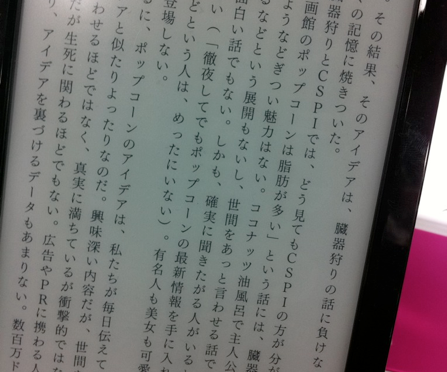 。その結果、そのアイデアは、臓器狩りの話に負けな
の記憶に焼きついた。
器狩りとCSPIでは、どう見てもCSPIの方が分が
画館のポップコーンは脂肪が多い」という話には、臓器
ようなどぎつい魅力はない。ココナッツ油風呂で主人公
るなどという展開もないし、世間をあっと言わせる話で
面白い話でもない。しかも、確実に聞きたがる人がいる
い（「徹夜してでもポップコーンの最新情報を手に入れ
どという人は、めったにいない）。有名人も美女も可愛
登場しない。
るに、ポップコーンのアイデアは、私たちが毎日伝えて
アと似たりよったりなのだ。興味深い内容だが、世間
わせるほどではなく、真実に満ちているが衝撃的ではな
だが生死に関わるほどでもない。広告やPRに携わる人
り、アイデアを裏づけるデータもあまりない。数百万ド